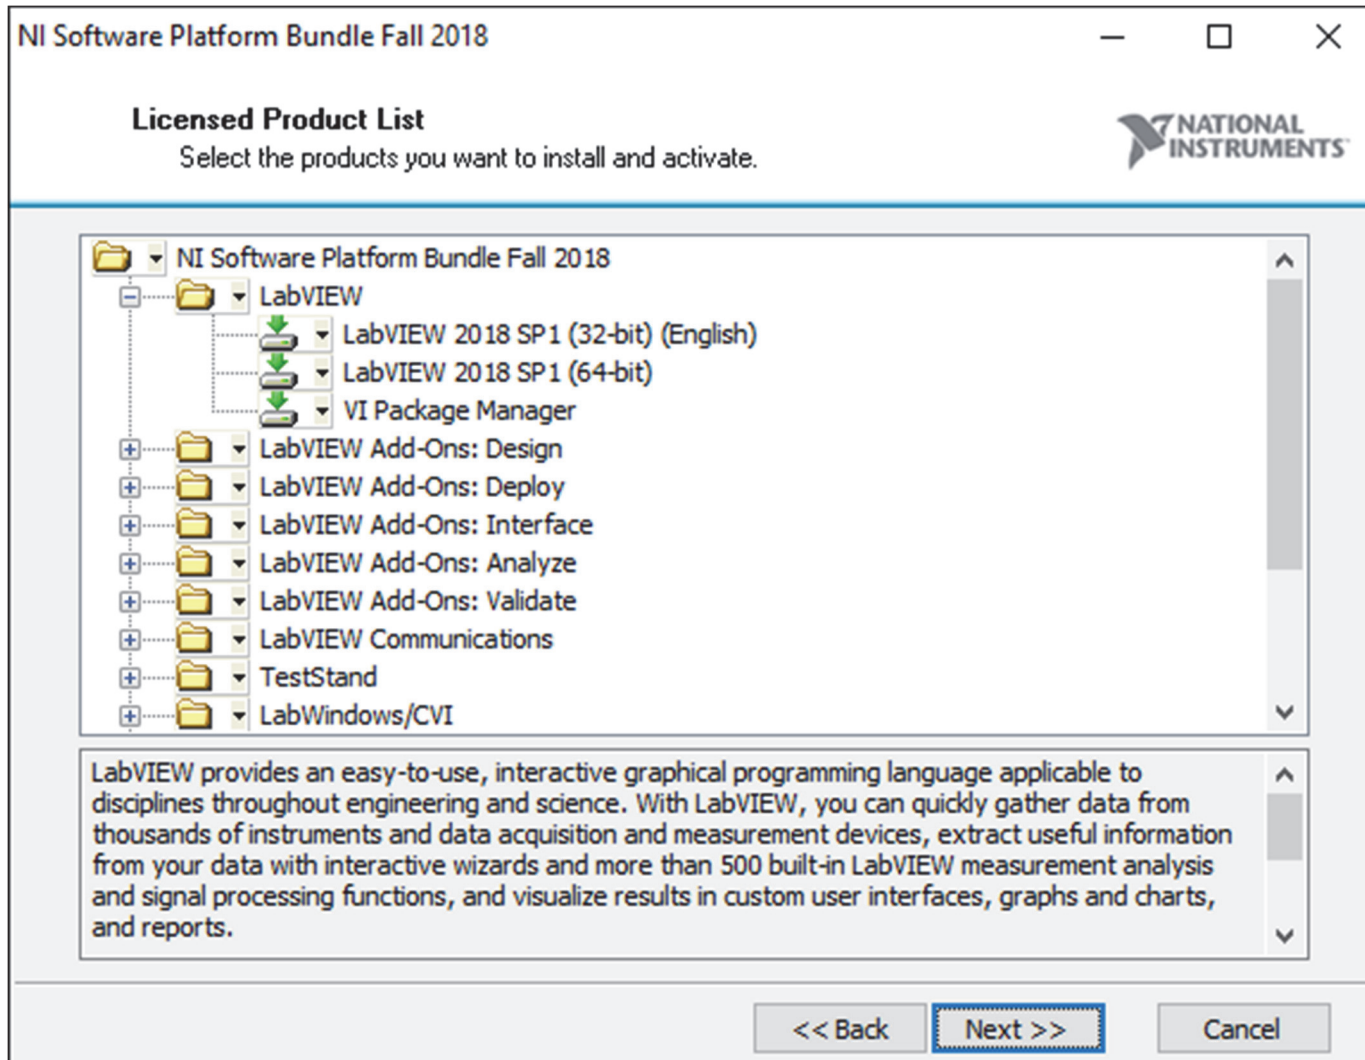 NI Software Platform Bundle Fall 2018
Licensed Product List
Select the products you want to install and activate.
NATIONAL
INSTRUMENTS
NI Software Platform Bundle Fall 2018
LabVIEW
LabVIEW 2018 SP1 (32-bit) (English)
LabVIEW 2018 SP1 (64-bit)
VI Package Manager
LabVIEW Add-Ons: Design
LabVIEW Add-Ons: Deploy
LabVIEW Add-Ons: Interface
LabVIEW Add-Ons: Analyze
LabVIEW Add-Ons: Validate
LabVIEW Communications
TestStand
LabWindows/CVI
LabVIEW provides an easy-to-use, interactive graphical programming language applicable to
disciplines throughout engineering and science. With LabVIEW, you can quickly gather data from
thousands of instruments and data acquisition and measurement devices, extract useful information
from your data with interactive wizards and more than 500 built-in LabVIEW measurement analysis
and signal processing functions, and visualize results in custom user interfaces, graphs and charts,
and reports.
<< Back
Next >>
Cancel